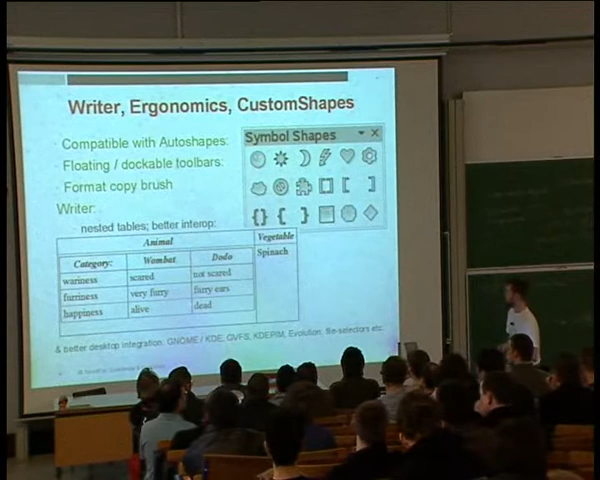 Writer, Ergonomics, CustomShapes
Compatible with Autoshapes:
Floating / dockable toolbars:
Format copy brush
Writer:
nested tables; better interop:
Symbol Shapes
Animal
Vegetable
Category:
Wombat
Dodo
Spinach
wariness
scared
not scared
furriness
very furry
furry ears
happiness
alive
dead
& better desktop integration: GNOME / KDE, GVFS, KDEPIM, Evolution, file-selectors etc.